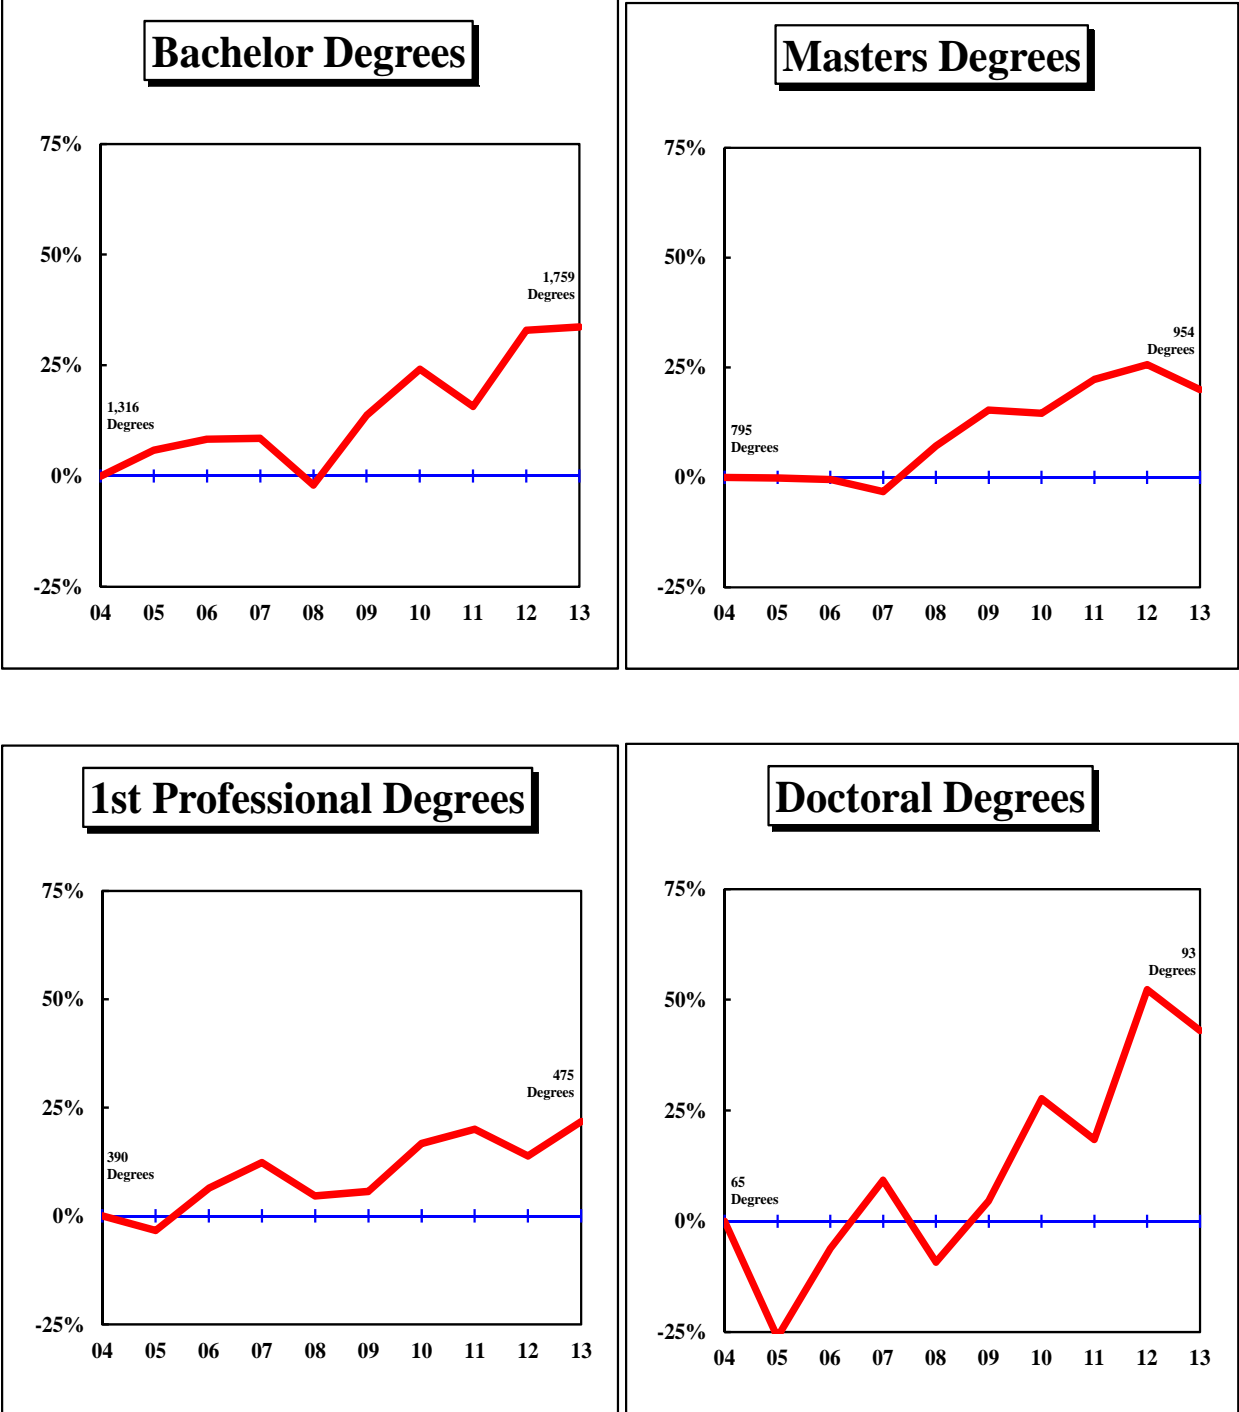 Bachelor Degrees
75%
50%
25%
0%
-25%
1,316
Degrees
1,759
Degrees
04 05 06 07 08 09 10 11 12 13
Masters Degrees
75%
50%
25%
0%
-25%
795
Degrees
954
Degrees
04 05 06 07 08 09 10 11 12 13
1st Professional Degrees
75%
50%
25%
0%
-25%
390
Degrees
475
Degrees
04 05 06 07 08 09 10 11 12 13
Doctoral Degrees
75%
50%
25%
0%
-25%
65
Degrees
93
Degrees
04 05 06 07 08 09 10 11 12 13